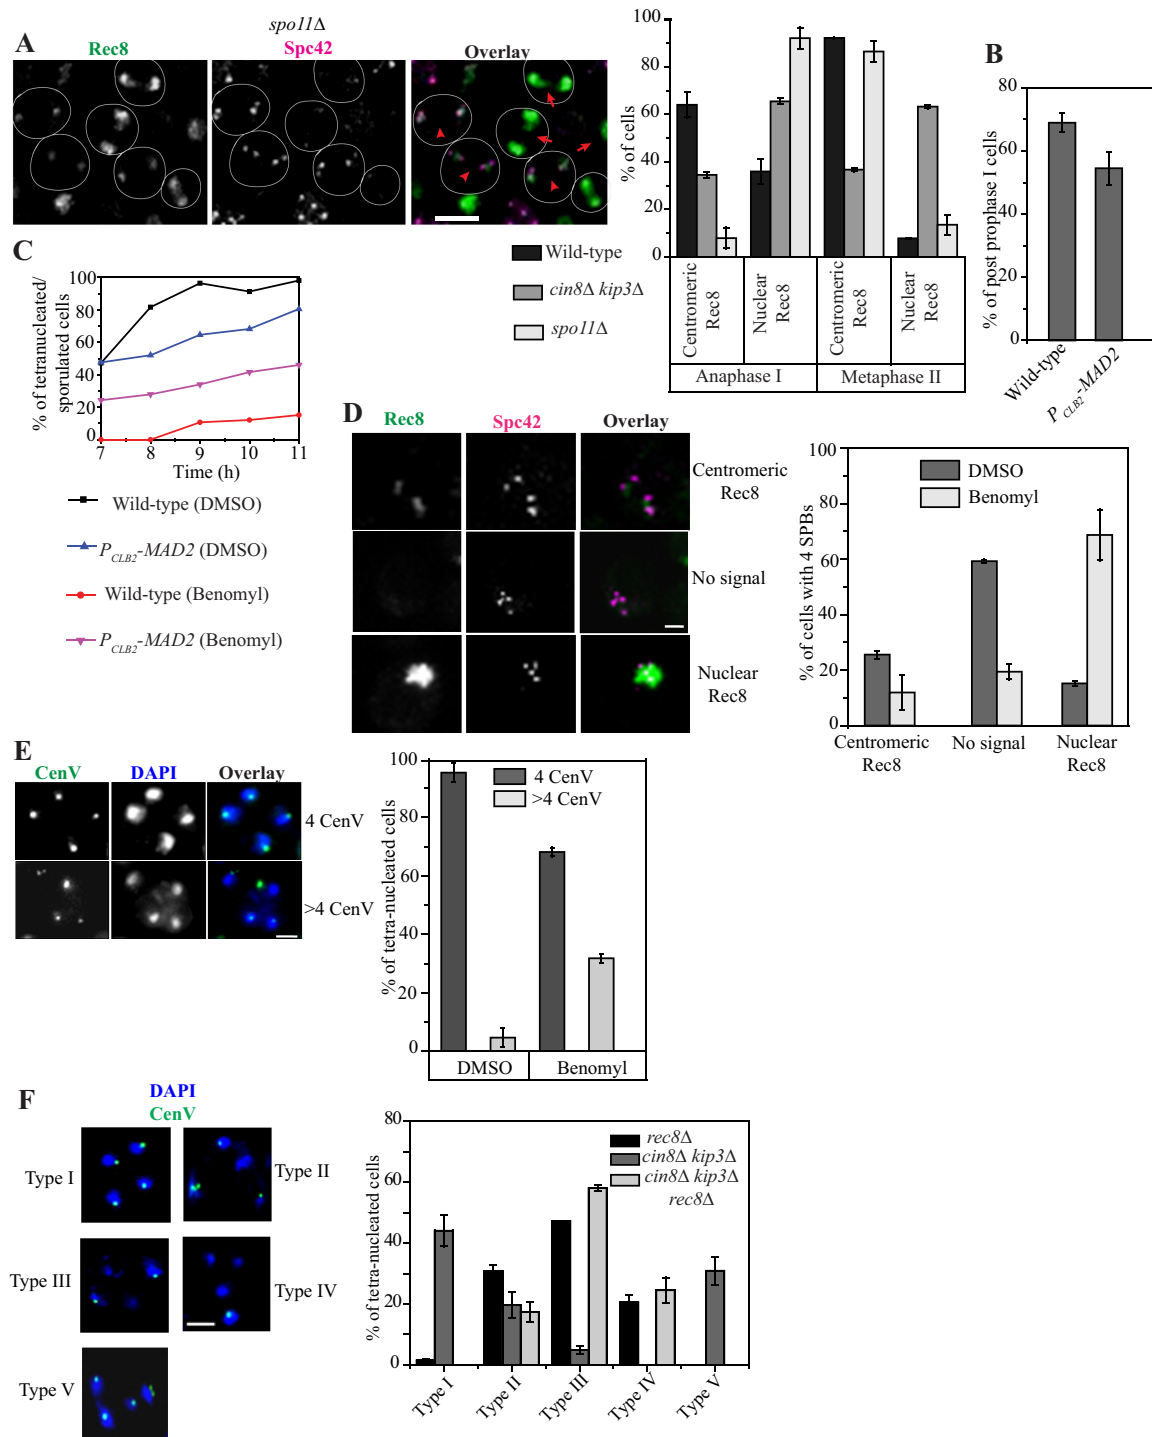 A
spo11Δ
Rec8
Spc42
Overlay
% of cells
100
80
60
40
20
0
Centromeric
Rec8
Nuclear
Rec8
Centromeric
Rec8
Nuclear
Rec8
Anaphase I
Metaphase II
Wild-type
cin8Δ kip3Δ
spo11Δ
B
% of post prophase I cells
80
60
40
20
0
Wild-type
P_CLB2-MAD2
C
% of tetranucleated/
sporulated cells
100
80
60
40
20
0
7
8
9
10
11
Time (h)
Wild-type (DMSO)
P_CLB2-MAD2 (DMSO)
Wild-type (Benomyl)
P_CLB2-MAD2 (Benomyl)
D
Rec8
Spc42
Overlay
Centromeric
Rec8
No signal
Nuclear
Rec8
% of cells with 4 SPBs
100
80
60
40
20
0
DMSO
Benomyl
Centromeric
Rec8
No signal
Nuclear
Rec8
E
CenV
DAPI
Overlay
4 CenV
>4 CenV
% of tetra-nucleated cells
100
80
60
40
20
0
4 CenV
>4 CenV
DMSO
Benomyl
F
DAPI
CenV
Type I
Type II
Type III
Type IV
Type V
% of tetra-nucleated cells
80
60
40
20
0
rec8Δ
cin8Δ kip3Δ
cin8Δ kip3Δ
rec8Δ
Type I
Type II
Type III
Type IV
Type V